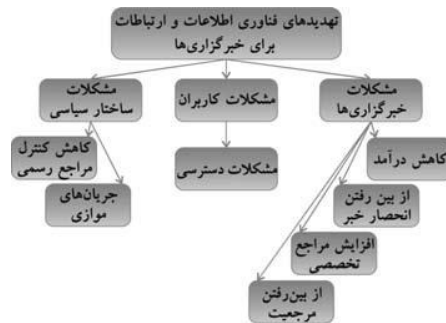 تهدیدهای فناوری اطلاعات و ارتباطات
برای خبرگزاری‌ها
مشکلات
خبرگزاری‌ها
مشکلات کاربران
مشکلات
ساختار سیاسی
کاهش درآمد
از بین رفتن
انحصار خبر
افزایش مراجع
تخصصی
از بین‌رفتن
مرجعیت
مشکلات دسترسی
کاهش کنترل
مراجع رسمی
جریان‌های
موازی